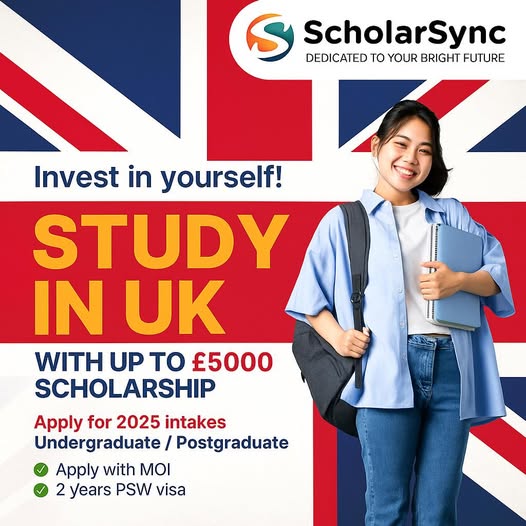 ScholarSync
DEDICATED TO YOUR BRIGHT FUTURE
Invest in yourself!
STUDY
IN UK
WITH UP TO £5000
SCHOLARSHIP
Apply for 2025 intakes
Undergraduate / Postgraduate
Apply with MOI
2 years PSW visa